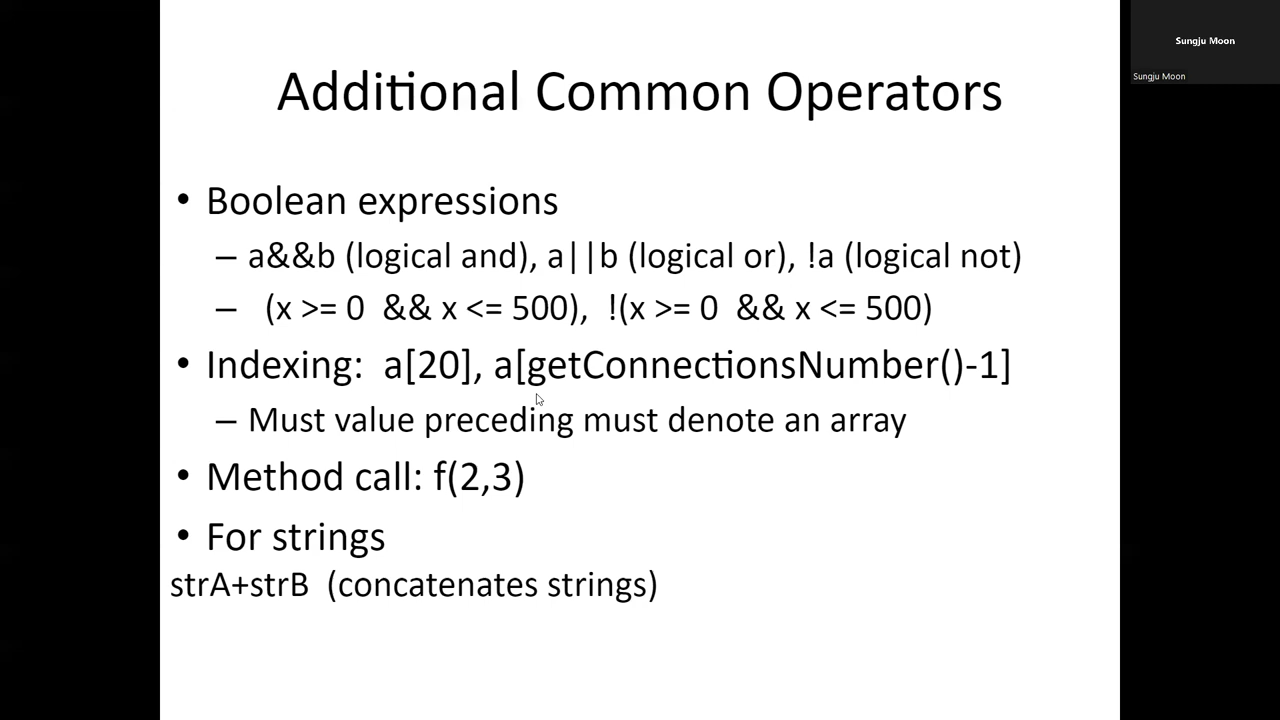 Additional Common Operators
• Boolean expressions
– a&&b (logical and), a||b (logical or), !a (logical not)
– (x >= 0 && x <= 500), !(x >= 0 && x <= 500)
• Indexing: a[20], a[getConnectionsNumber()-1]
– Must value preceding must denote an array
• Method call: f(2,3)
• For strings
strA+strB (concatenates strings)
Sungju Moon
Sungju Moon